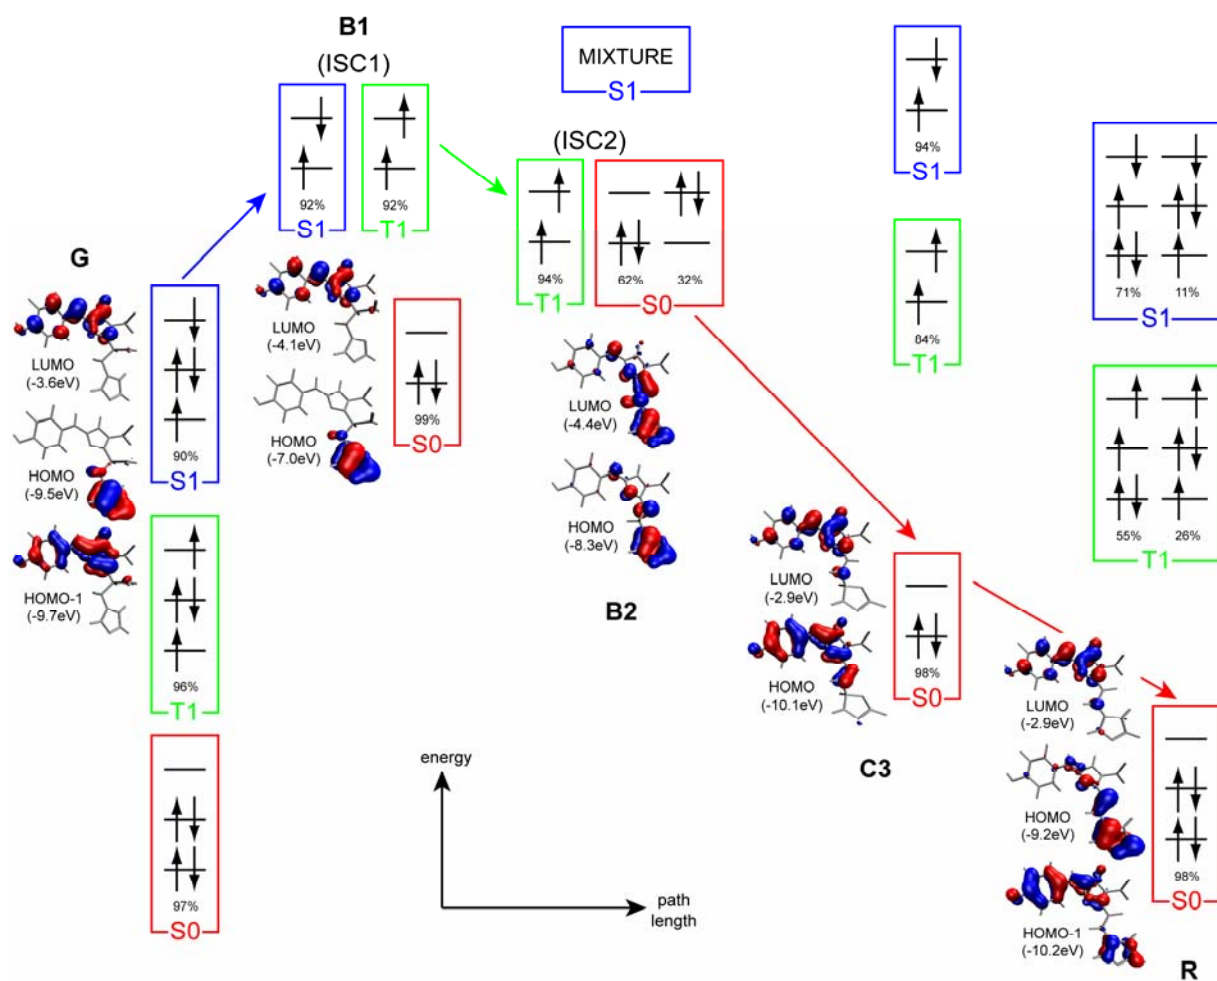 B1
(ISC1)
92%
S1
92%
T1
MIXTURE
S1
(ISC2)
94%
T1
62%
32%
S0
94%
S1
84%
T1
71%
11%
S1
55%
26%
T1
G
LUMO
(-3.6eV)
HOMO
(-9.5eV)
HOMO-1
(-9.7eV)
90%
S1
96%
T1
97%
S0
LUMO
(-4.1eV)
HOMO
(-7.0eV)
99%
S0
LUMO
(-4.4eV)
HOMO
(-8.3eV)
B2
LUMO
(-2.9eV)
HOMO
(-10.1eV)
98%
S0
C3
LUMO
(-2.9eV)
HOMO
(-9.2eV)
HOMO-1
(-10.2eV)
98%
S0
R
energy
path
length